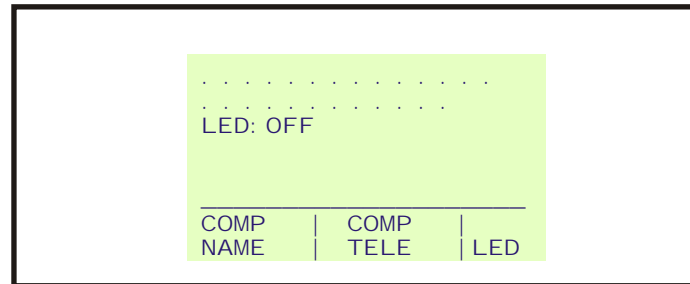 . . . . . . . . . . . . . .
. . . . . . . . . . . .
LED: OFF
COMP | COMP |
NAME | TELE | LED